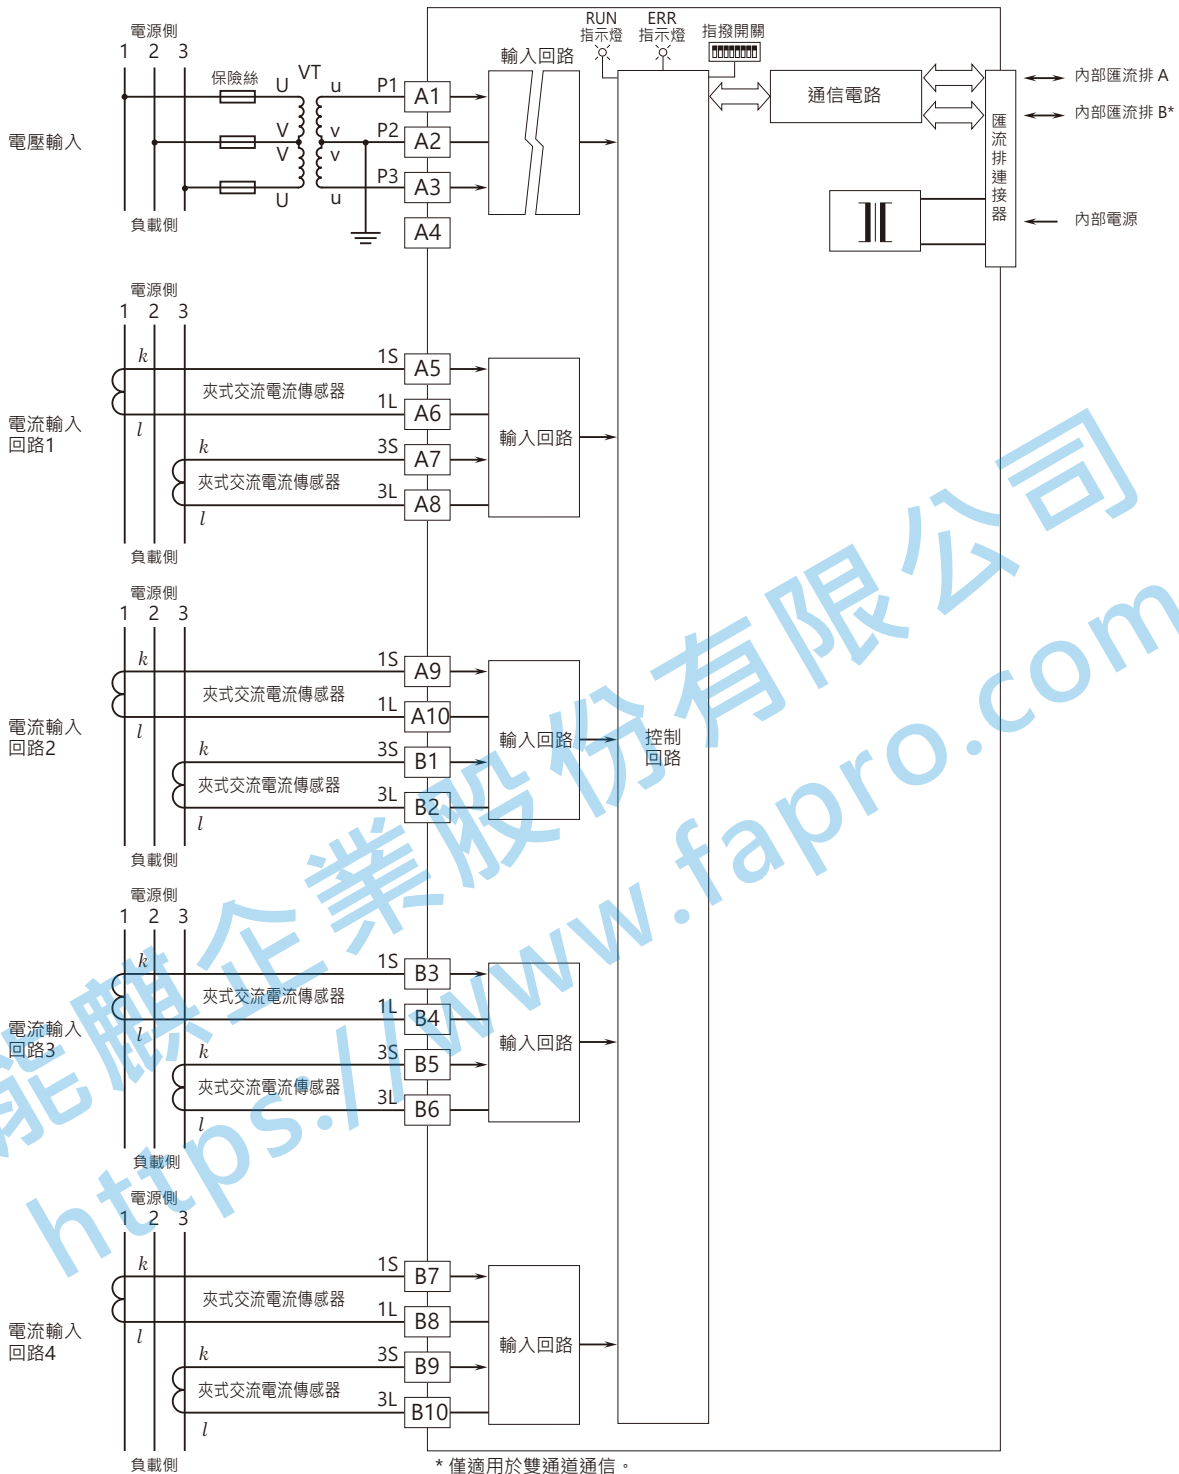 電源側
1 2 3
保險絲
U
VT
u
P1
A1
V
v
P2
A2
V
v
P3
A3
U
u
A4
電壓輸入
負載側
輸入回路
RUN
指示燈
ERR
指示燈
指撥開關
通信電路
匯流排連接器
內部匯流排 A
內部匯流排 B*
內部電源
電源側
1 2 3
k
1S
A5
夾式交流電流傳感器
1L
A6
l
電流輸入
回路1
k
3S
A7
夾式交流電流傳感器
3L
A8
l
輸入回路
負載側
電源側
1 2 3
k
1S
A9
夾式交流電流傳感器
1L
A10
l
電流輸入
回路2
k
3S
B1
夾式交流電流傳感器
3L
B2
l
輸入回路
控制
回路
負載側
電源側
1 2 3
k
1S
B3
夾式交流電流傳感器
1L
B4
l
電流輸入
回路3
k
3S
B5
夾式交流電流傳感器
3L
B6
l
輸入回路
負載側
電源側
1 2 3
k
1S
B7
夾式交流電流傳感器
1L
B8
l
電流輸入
回路4
k
3S
B9
夾式交流電流傳感器
3L
B10
l
輸入回路
負載側
* 僅適用於雙通道通信。
能麒企業股份有限公司
https://www.fapro.com